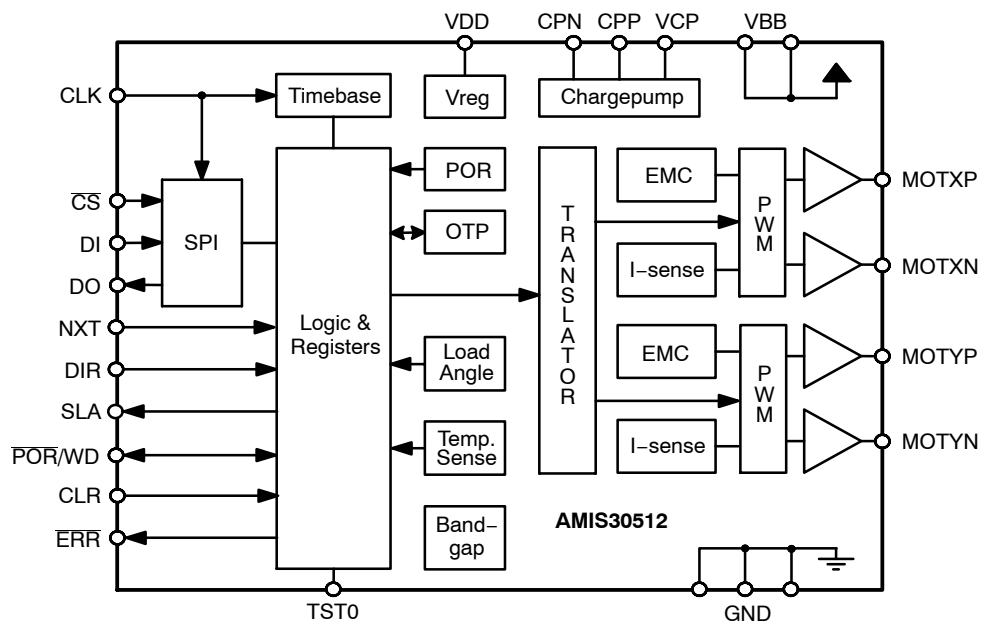 VDD CPN CPP VCP VBB
CLK
Timebase
Vreg
Chargepump
CS
DI
DO
SPI
NXT
DIR
SLA
POR/WD
CLR
ERR
Logic &
Registers
POR
OTP
Load
Angle
Temp.
Sense
Band–
gap
TRANSLATOR
EMC
I–sense
PWM
EMC
I–sense
PWM
MOTXP
MOTXN
MOTYP
MOTYN
AMIS30512
TST0
GND